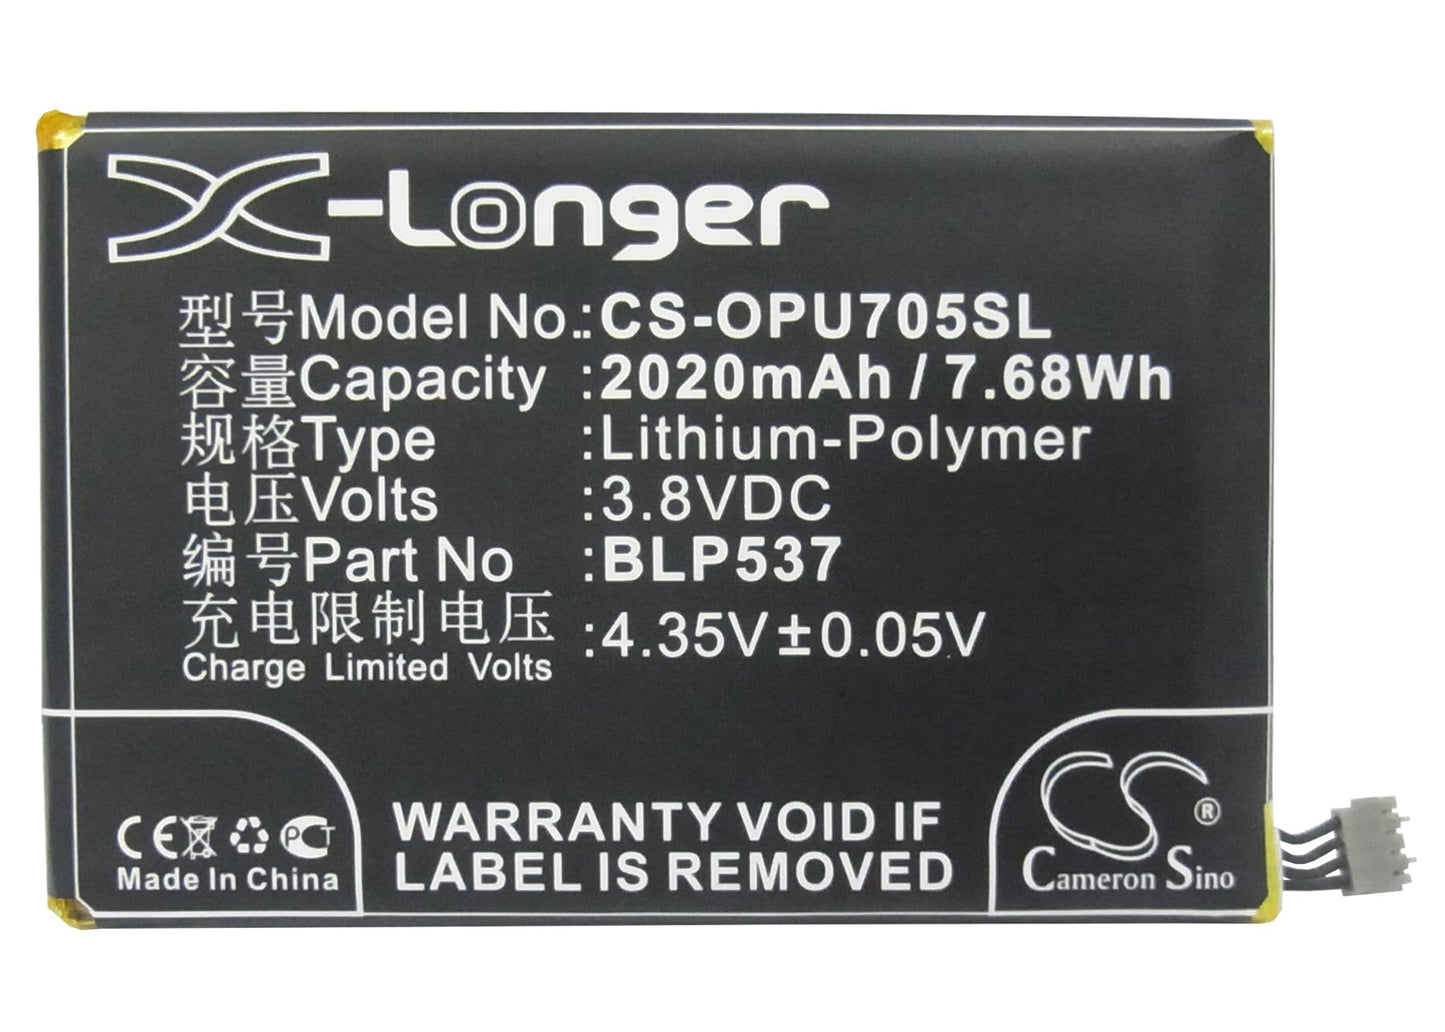 X-Longer
型号Model No.:CS-OPU705SL
容量Capacity :2020mAh / 7.68Wh
规格Type :Lithium-Polymer
电压Volts :3.8VDC
编号Part No :BLP537
充电限制电压 :4.35V±0.05V
Charge Limited Volts
CE PCT
Made In China
WARRANTY VOID IF
LABEL IS REMOVED
CS®
Cameron Sino